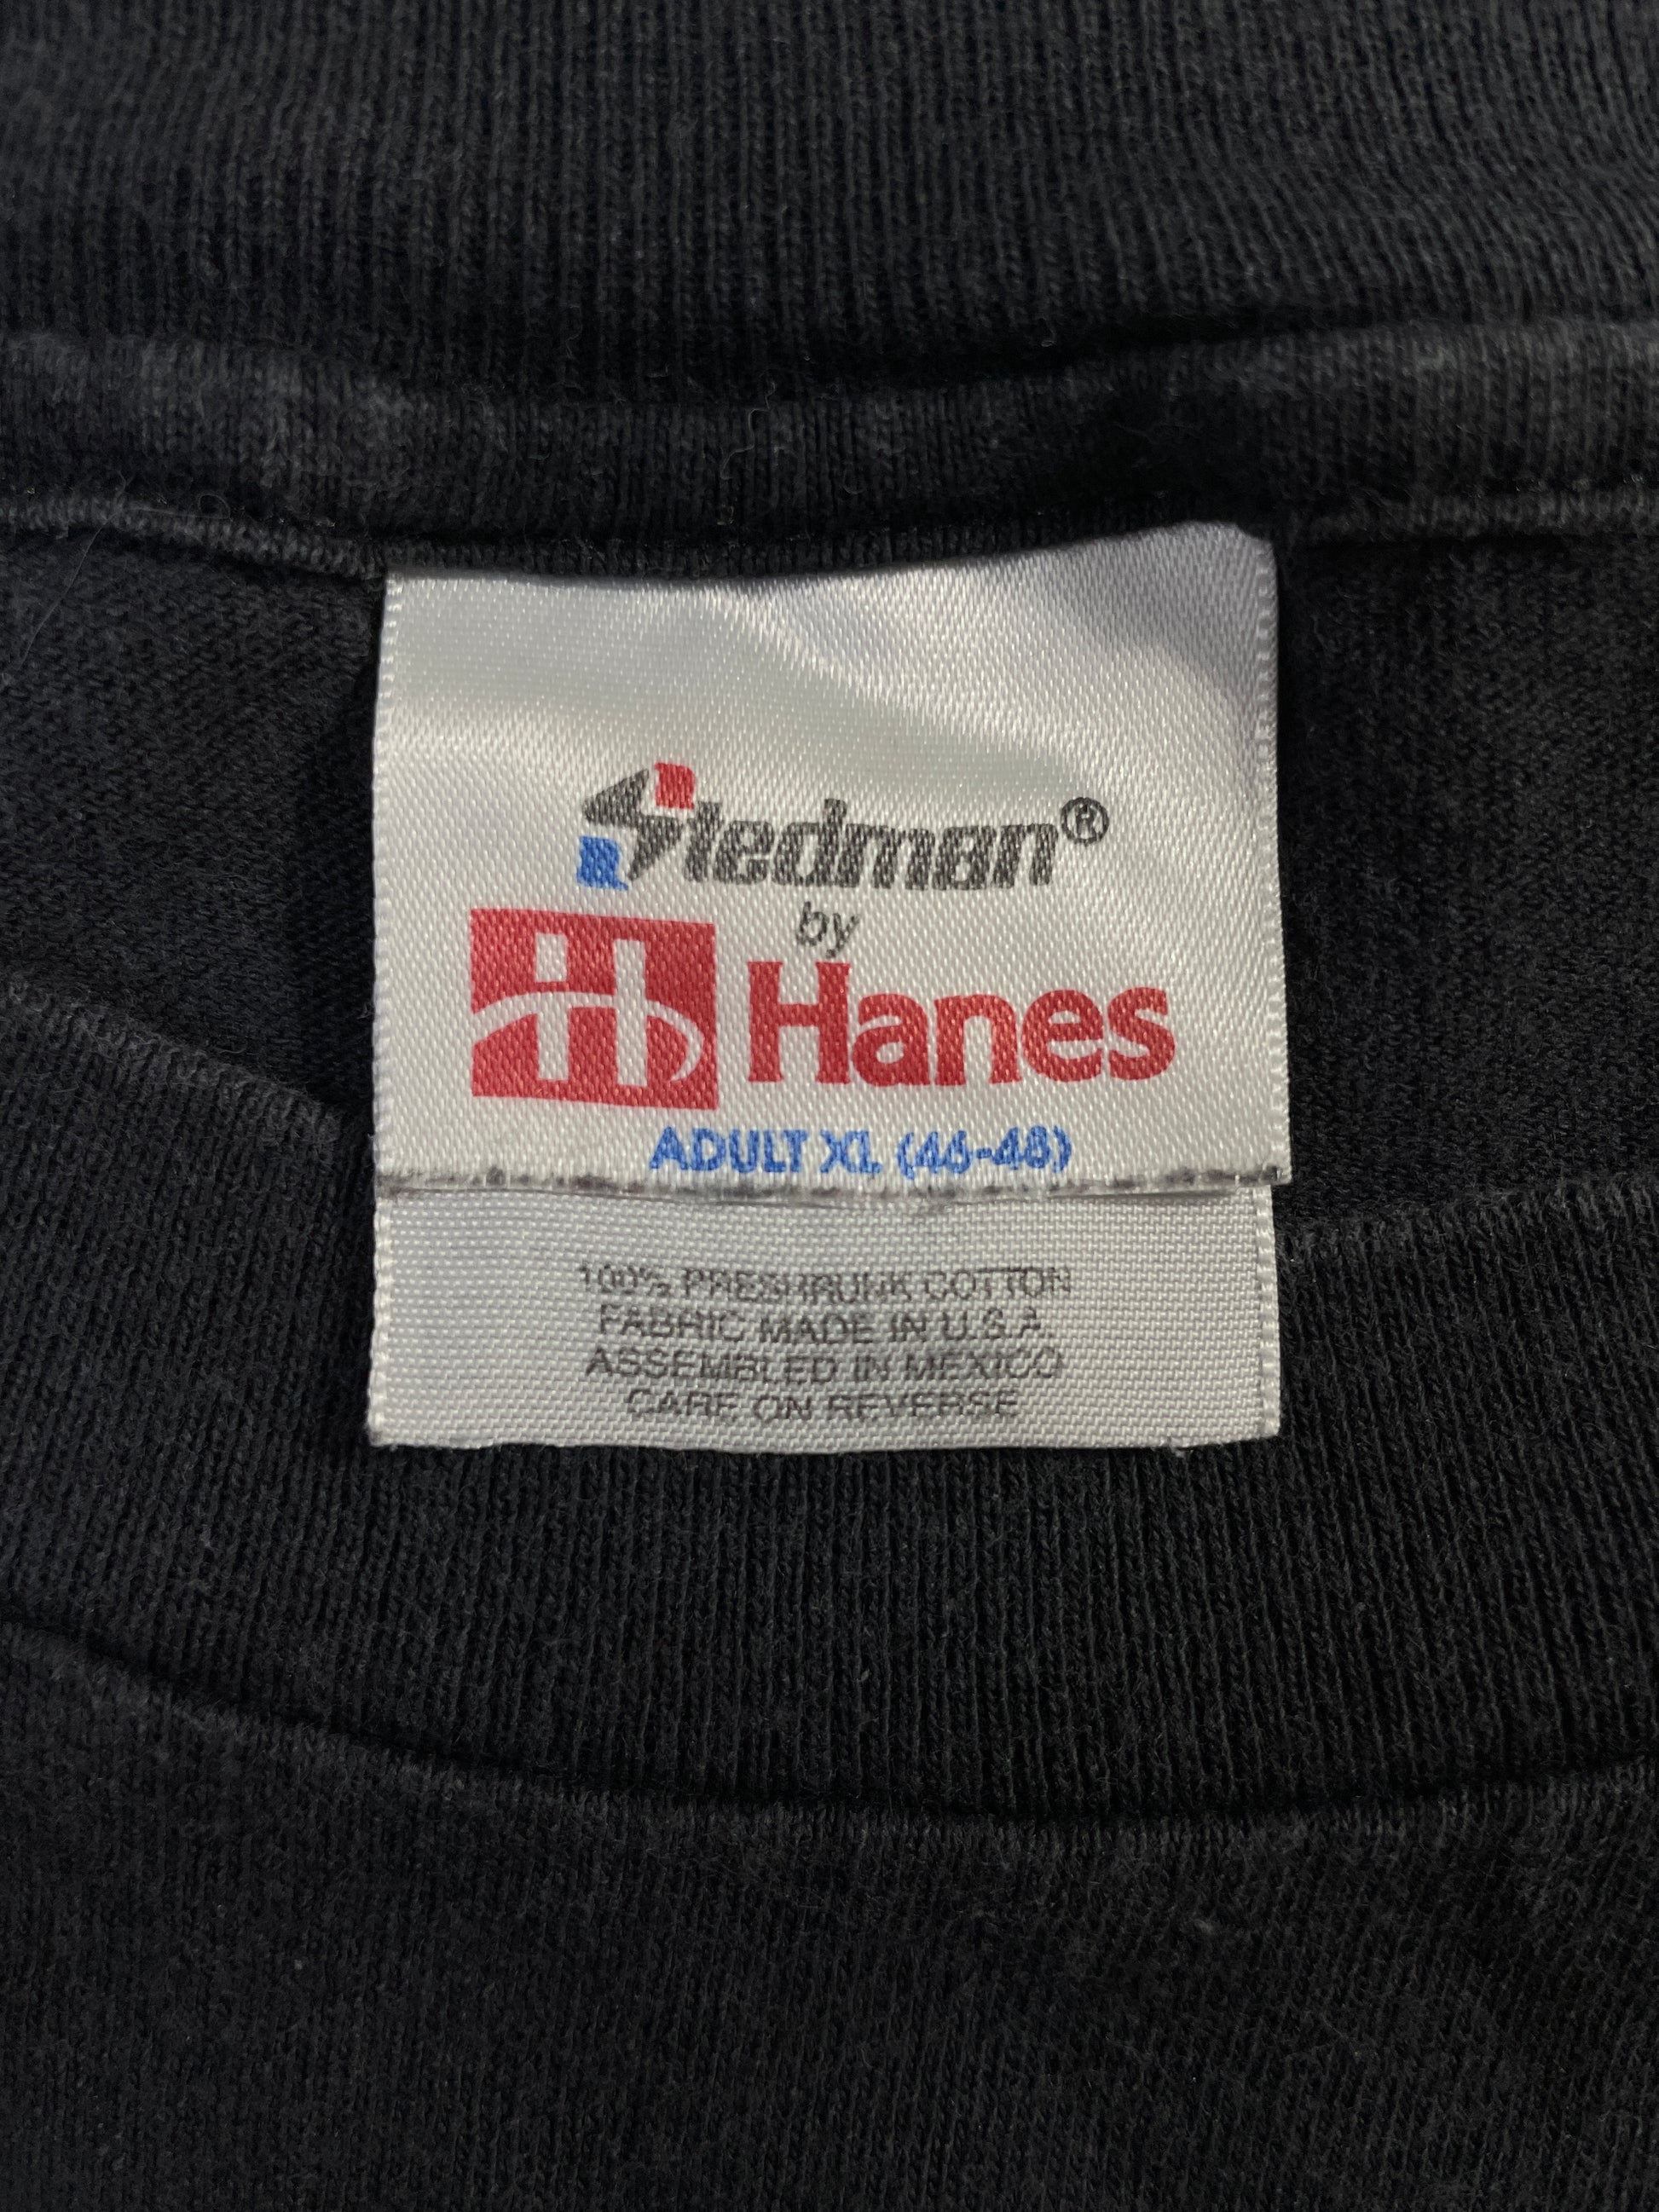 Stedman®
by
Hanes
ADULT XL (46-48)
100% PRESHRUNK COTTON
FABRIC MADE IN U.S.A.
ASSEMBLED IN MEXICO
CARE ON REVERSE